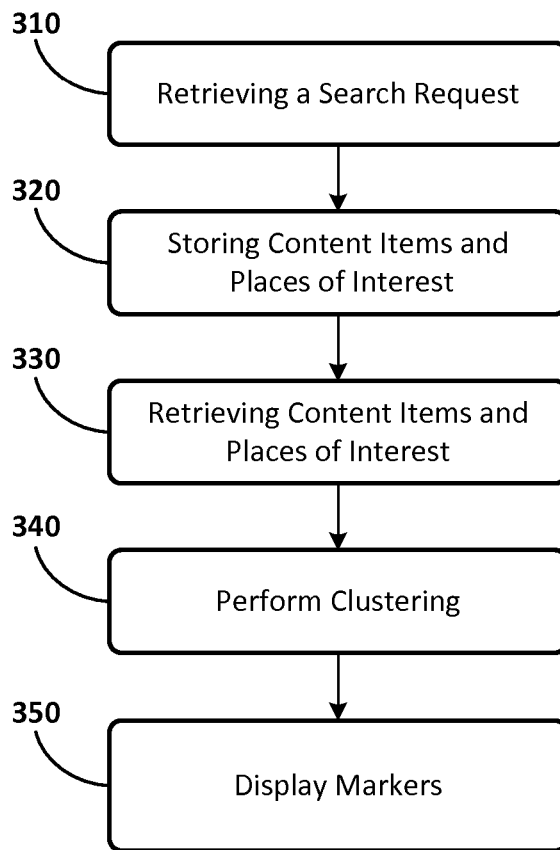 310
Retrieving a Search Request
320
Storing Content Items and
Places of Interest
330
Retrieving Content Items and
Places of Interest
340
Perform Clustering
350
Display Markers